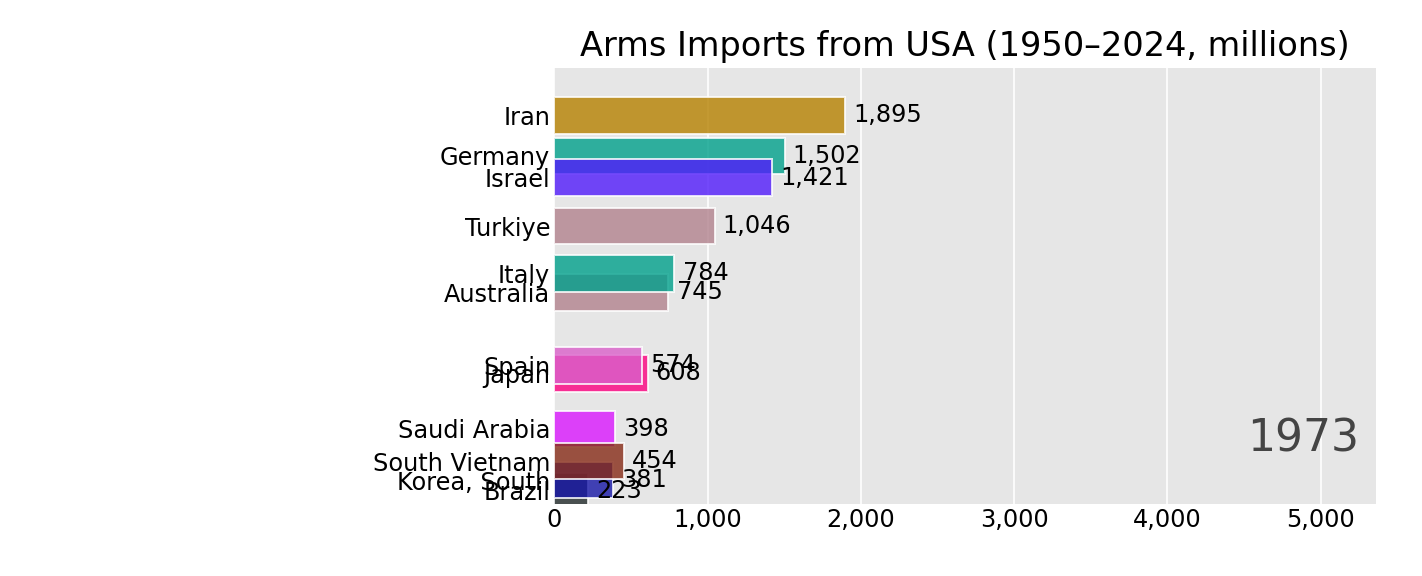 Arms Imports from USA (1950–2024, millions)
Iran 1,895
Germany 1,502
Israel 1,421
Turkiye 1,046
Italy 784
Australia 745
Spain 574
Japan 608
Saudi Arabia 398
1973
South Vietnam 454
Korea, South 381
Brazil 223
0 1,000 2,000 3,000 4,000 5,000